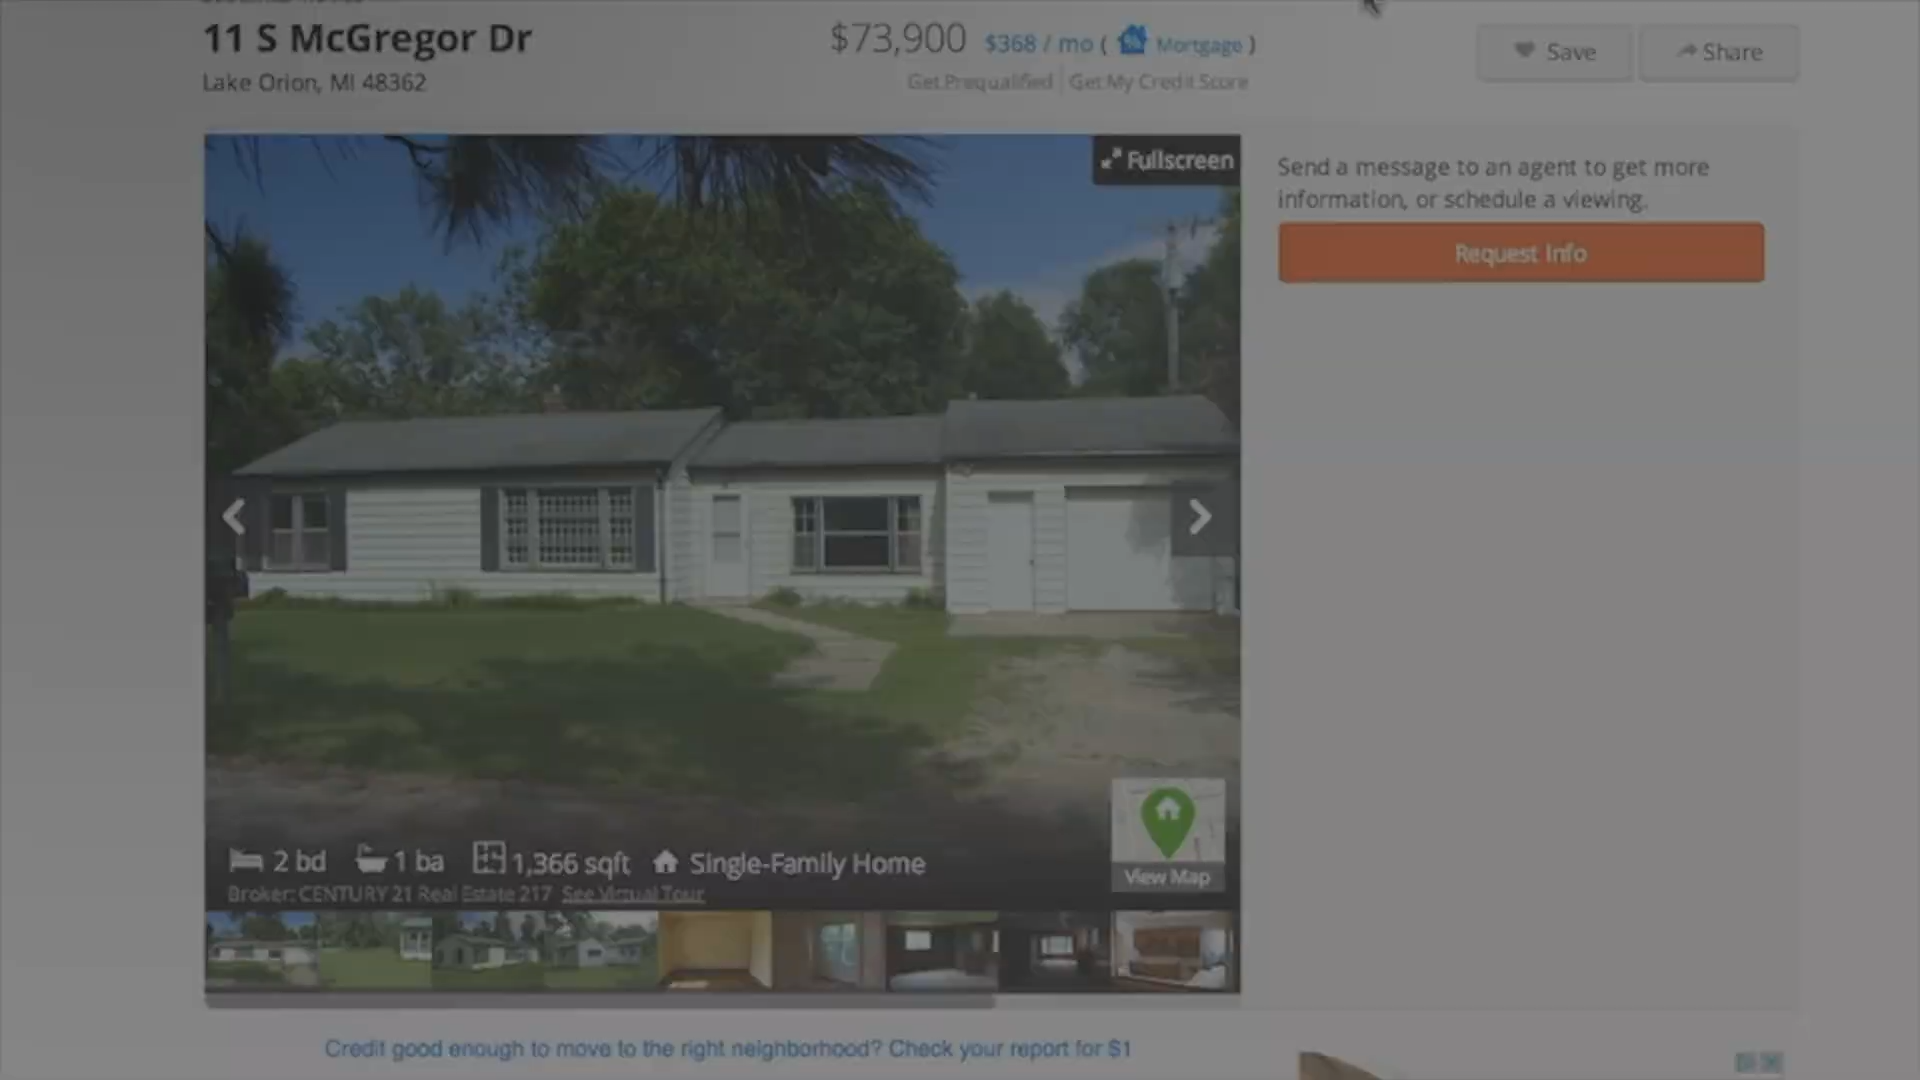 11 S McGregor Dr
$73,900 $368 / mo ( Mortgage )
Save
Share
Lake Orion, MI 48362
Get Prequalified | Get My Credit Score
Fullscreen
Send a message to an agent to get more
information, or schedule a viewing.
Request Info
2 bd 1 ba 1,366 sqft Single-Family Home
Broker: CENTURY 21 Real Estate 217 See Virtual Tour
View Map
Credit good enough to move to the right neighborhood? Check your report for $1